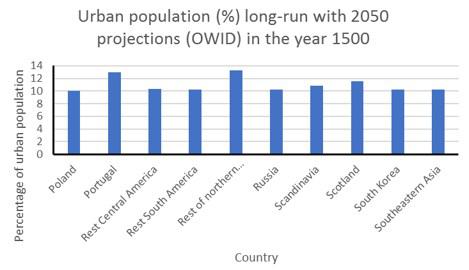 Urban population (%) long-run with 2050
projections (OWID) in the year 1500
Percentage of urban population
14
12
10
8
6
4
2
0
Poland
Portugal
Rest Central America
Rest South America
Rest of northern...
Russia
Scandinavia
Scotland
South Korea
Southeastern Asia
Country